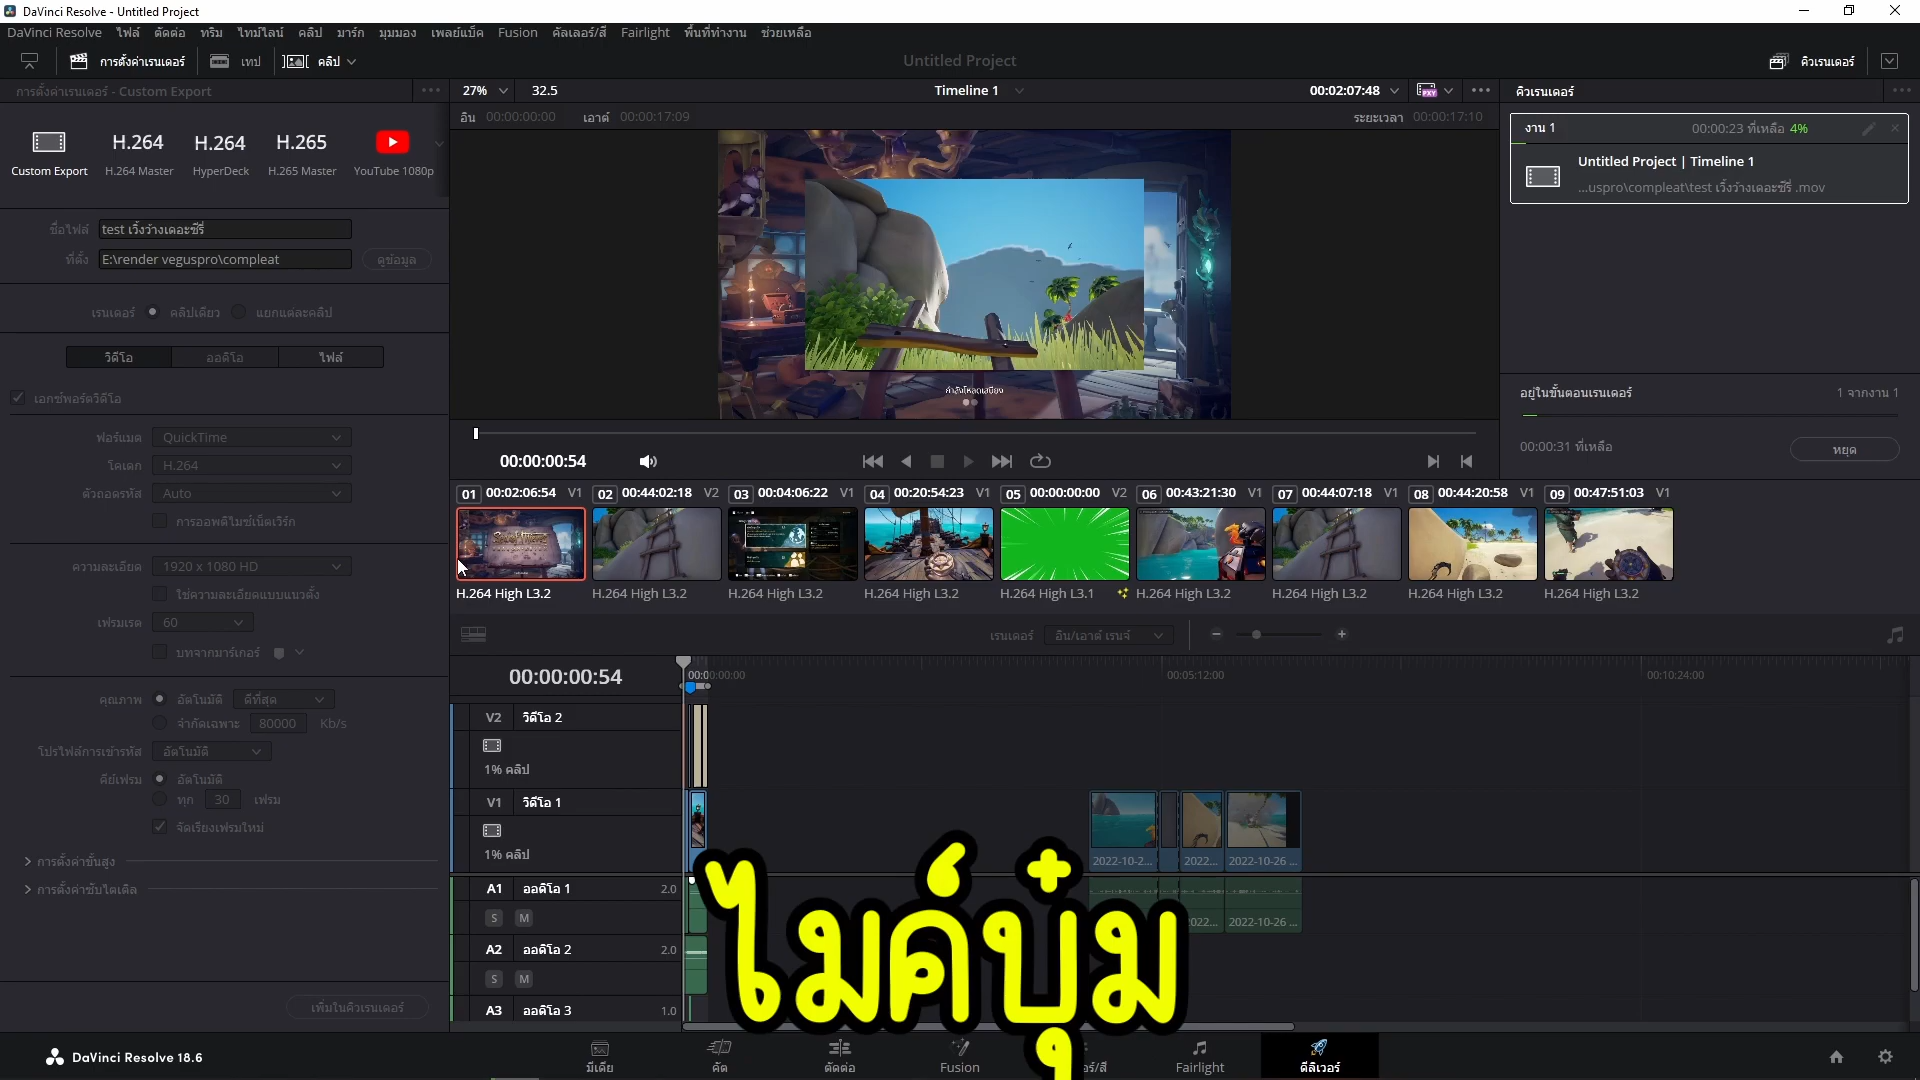 DaVinci Resolve - Untitled Project
DaVinci Resolve ไฟล์ ตัดต่อ ทริม ไทม์ไลน์ คลิป มาร์ก มุมมอง เพลย์แบ็ค Fusion คัลเลอร์/สี Fairlight พื้นที่ทำงาน ช่วยเหลือ
การตั้งค่าเรนเดอร์ เทป คลิป Untitled Project คิวเรนเดอร์
การตั้งค่าเรนเดอร์ - Custom Export
27% 32.5 Timeline 1 00:02:07:48 PXY
คิวเรนเดอร์
อิน 00:00:00:00 เอาต์ 00:00:17:09 ระยะเวลา 00:00:17:10
H.264 H.264 H.265
Custom Export H.264 Master HyperDeck H.265 Master YouTube 1080p
งาน 1 00:00:23 ที่เหลือ 4%
Untitled Project | Timeline 1
...uspro\compleat\test เวิ้งว้างเดอะซีรี่ .mov
ชื่อไฟล์ test เวิ้งว้างเดอะซีรี่
ที่ตั้ง E:\render veguspro\compleat ดูข้อมูล
เรนเดอร์ คลิปเดียว แยกแต่ละคลิป
วิดีโอ ออดิโอ ไฟล์
เอกซ์พอร์ตวิดีโอ
ฟอร์แมต QuickTime
โคเดก H.264
ตัวถอดรหัส Auto
การออพติไมซ์เน็ตเวิร์ก
ความละเอียด 1920 x 1080 HD
ใช้ความละเอียดแบบแนวตั้ง
เฟรมเรต 60
บทจากมาร์เกอร์
คุณภาพ อัตโนมัติ ดีที่สุด
จำกัดเฉพาะ 80000 Kb/s
โปรไฟล์การเข้ารหัส อัตโนมัติ
คีย์เฟรม อัตโนมัติ
ทุก 30 เฟรม
จัดเรียงเฟรมใหม่
การตั้งค่าขั้นสูง
การตั้งค่าซับไตเติล
เพิ่มในคิวเรนเดอร์
กำลังโหลดเสบียง
00:00:00:54
อยู่ในขั้นตอนเรนเดอร์ 1 จากงาน 1
00:00:31 ที่เหลือ หยุด
01 00:02:06:54 V1 02 00:44:02:18 V2 03 00:04:06:22 V1 04 00:20:54:23 V1 05 00:00:00:00 V2 06 00:43:21:30 V1 07 00:44:07:18 V1 08 00:44:20:58 V1 09 00:47:51:03 V1
H.264 High L3.2 H.264 High L3.2 H.264 High L3.2 H.264 High L3.2 H.264 High L3.1 H.264 High L3.2 H.264 High L3.2 H.264 High L3.2 H.264 High L3.2
เรนเดอร์ อิน/เอาต์ เรนจ์
00:00:00:54 00:00:00:00 00:05:12:00 00:10:24:00
V2 วิดีโอ 2
1% คลิป
V1 วิดีโอ 1
1% คลิป
2022-10-2... 2022... 2022-10-26 ...
A1 ออดิโอ 1 2.0
S M
2022... 2022-10-26 ...
A2 ออดิโอ 2 2.0
S M
A3 ออดิโอ 3 1.0
ไมค์บุ๋ม
DaVinci Resolve 18.6
มีเดีย คัต ตัดต่อ Fusion อร์/สี Fairlight ดีลิเวอร์